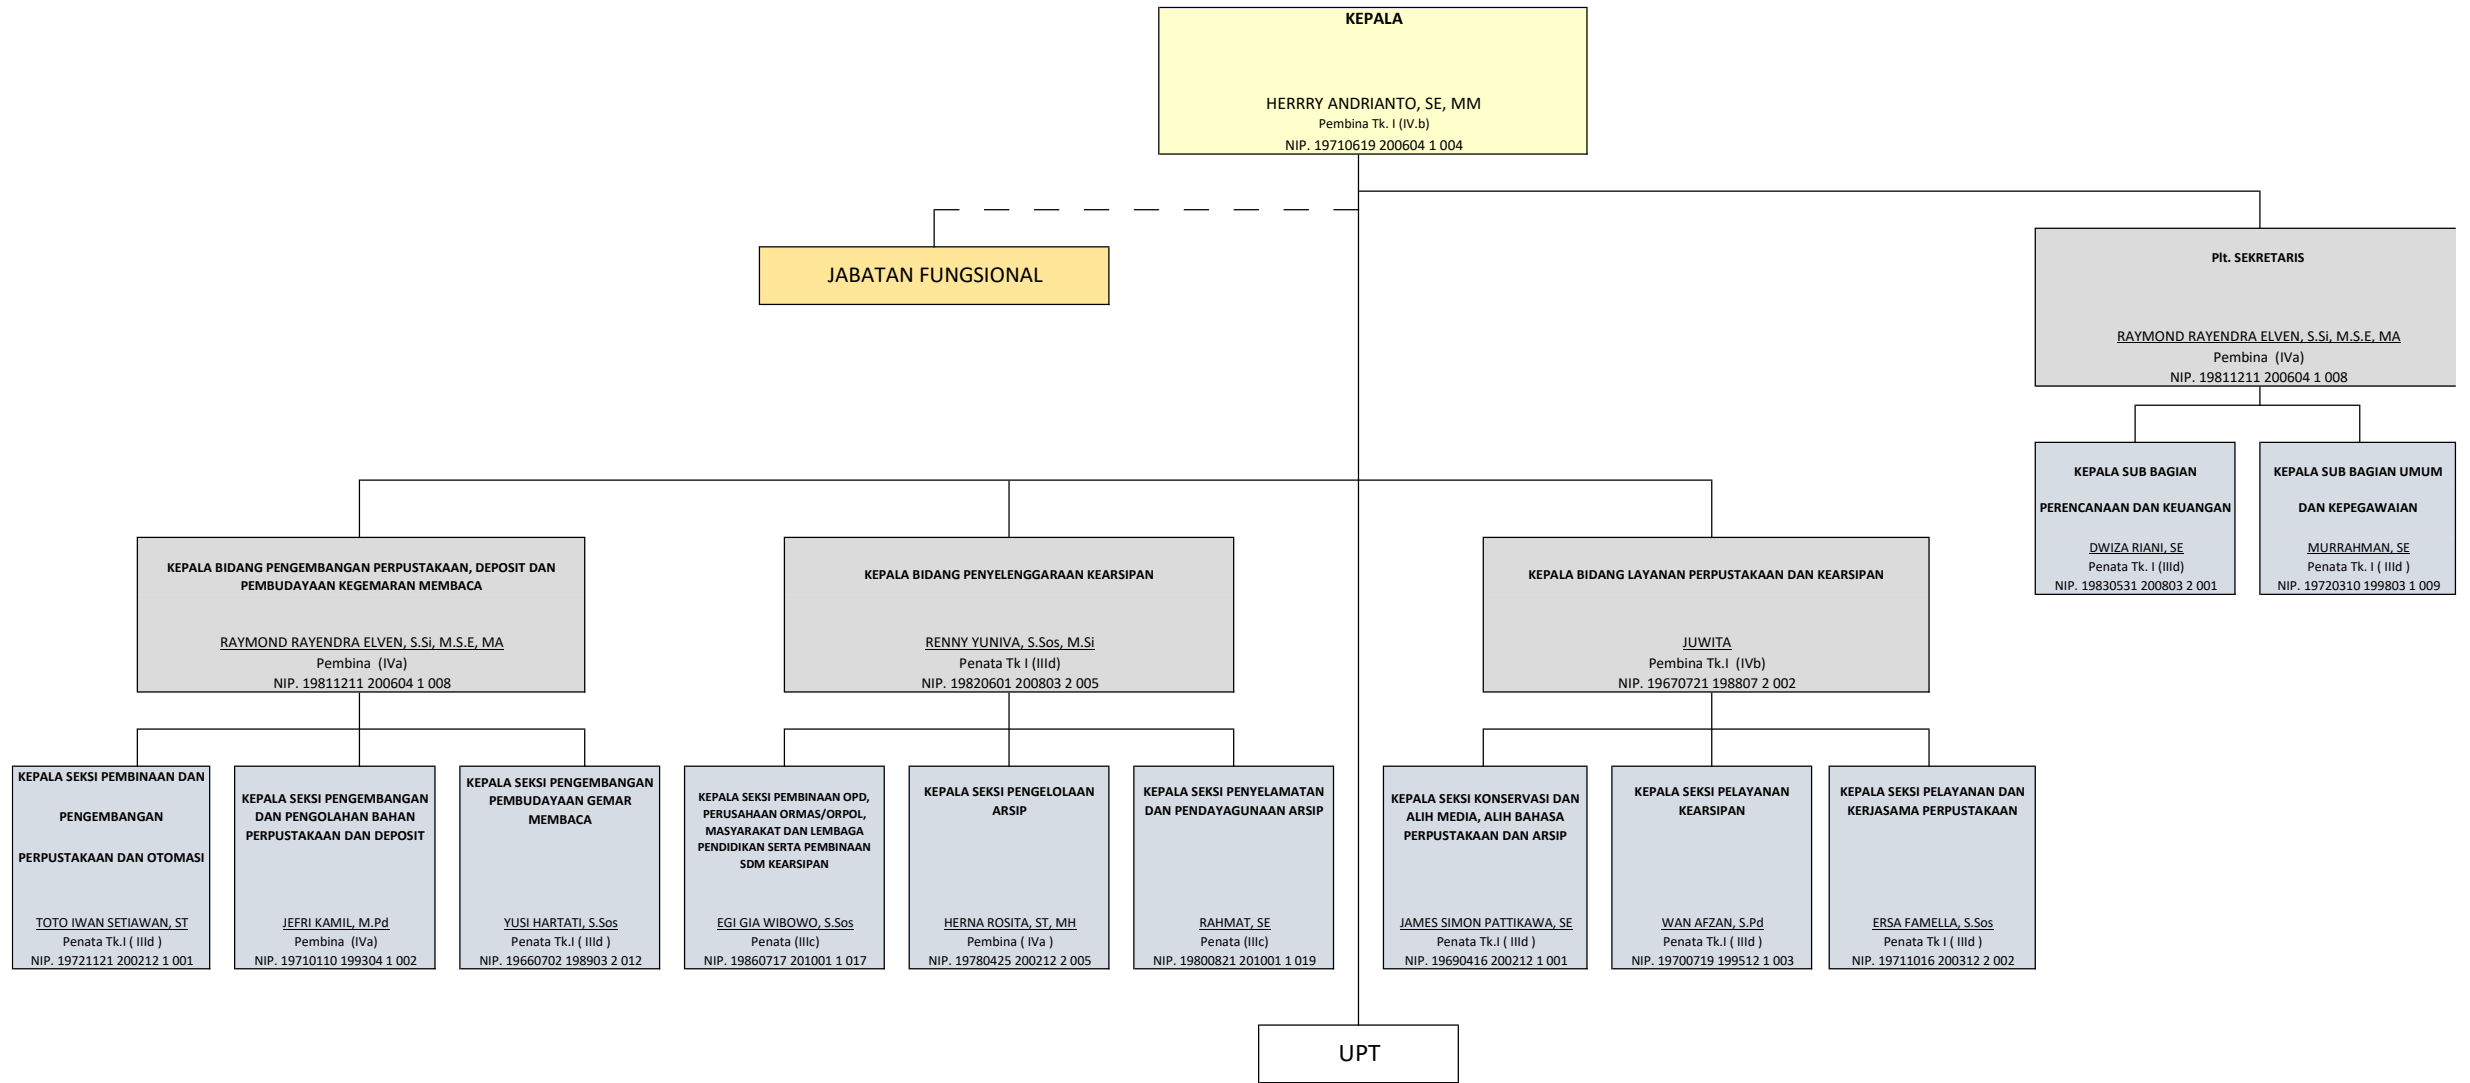 KEPALA
HERRRY ANDRIANTO, SE, MM
Pembina Tk. I (IV.b)
NIP. 19710619 200604 1 004
JABATAN FUNGSIONAL
Plt. SEKRETARIS
RAYMOND RAYENDRA ELVEN, S.Si, M.S.E, MA
Pembina (IVa)
NIP. 19811211 200604 1 008
KEPALA SUB BAGIAN
PERENCANAAN DAN KEUANGAN
DWIZA RIANI, SE
Penata Tk. I (IIId)
NIP. 19830531 200803 2 001
KEPALA SUB BAGIAN UMUM
DAN KEPEGAWAIAN
MURRAHMAN, SE
Penata Tk. I ( IIId )
NIP. 19720310 199803 1 009
KEPALA BIDANG PENGEMBANGAN PERPUSTAKAAN, DEPOSIT DAN
PEMBUDAYAAN KEGEMARAN MEMBACA
RAYMOND RAYENDRA ELVEN, S.Si, M.S.E, MA
Pembina (IVa)
NIP. 19811211 200604 1 008
KEPALA BIDANG PENYELENGGARAAN KEARSIPAN
RENNY YUNIVA, S.Sos, M.Si
Penata Tk I (IIId)
NIP. 19820601 200803 2 005
KEPALA BIDANG LAYANAN PERPUSTAKAAN DAN KEARSIPAN
JUWITA
Pembina Tk.I (IVb)
NIP. 19670721 198807 2 002
KEPALA SEKSI PEMBINAAN DAN
PENGEMBANGAN
PERPUSTAKAAN DAN OTOMASI
TOTO IWAN SETIAWAN, ST
Penata Tk.I ( IIId )
NIP. 19721121 200212 1 001
KEPALA SEKSI PENGEMBANGAN
DAN PENGOLAHAN BAHAN
PERPUSTAKAAN DAN DEPOSIT
JEFRI KAMIL, M.Pd
Pembina (IVa)
NIP. 19710110 199304 1 002
KEPALA SEKSI PENGEMBANGAN
PEMBUDAYAAN GEMAR
MEMBACA
YUSI HARTATI, S.Sos
Penata Tk.I ( IIId )
NIP. 19660702 198903 2 012
KEPALA SEKSI PEMBINAAN OPD,
PERUSAHAAN ORMAS/ORPOL,
MASYARAKAT DAN LEMBAGA
PENDIDIKAN SERTA PEMBINAAN
SDM KEARSIPAN
EGI GIA WIBOWO, S.Sos
Penata (IIIc)
NIP. 19860717 201001 1 017
KEPALA SEKSI PENGELOLAAN
ARSIP
HERNA ROSITA, ST, MH
Pembina ( IVa )
NIP. 19780425 200212 2 005
KEPALA SEKSI PENYELAMATAN
DAN PENDAYAGUNAAN ARSIP
RAHMAT, SE
Penata (IIIc)
NIP. 19800821 201001 1 019
KEPALA SEKSI KONSERVASI DAN
ALIH MEDIA, ALIH BAHASA
PERPUSTAKAAN DAN ARSIP
JAMES SIMON PATTIKAWA, SE
Penata Tk.I ( IIId )
NIP. 19690416 200212 1 001
KEPALA SEKSI PELAYANAN
KEARSIPAN
WAN AFZAN, S.Pd
Penata Tk.I ( IIId )
NIP. 19700719 199512 1 003
KEPALA SEKSI PELAYANAN DAN
KERJASAMA PERPUSTAKAAN
ERSA FAMELLA, S.Sos
Penata Tk I ( IIId )
NIP. 19711016 200312 2 002
UPT